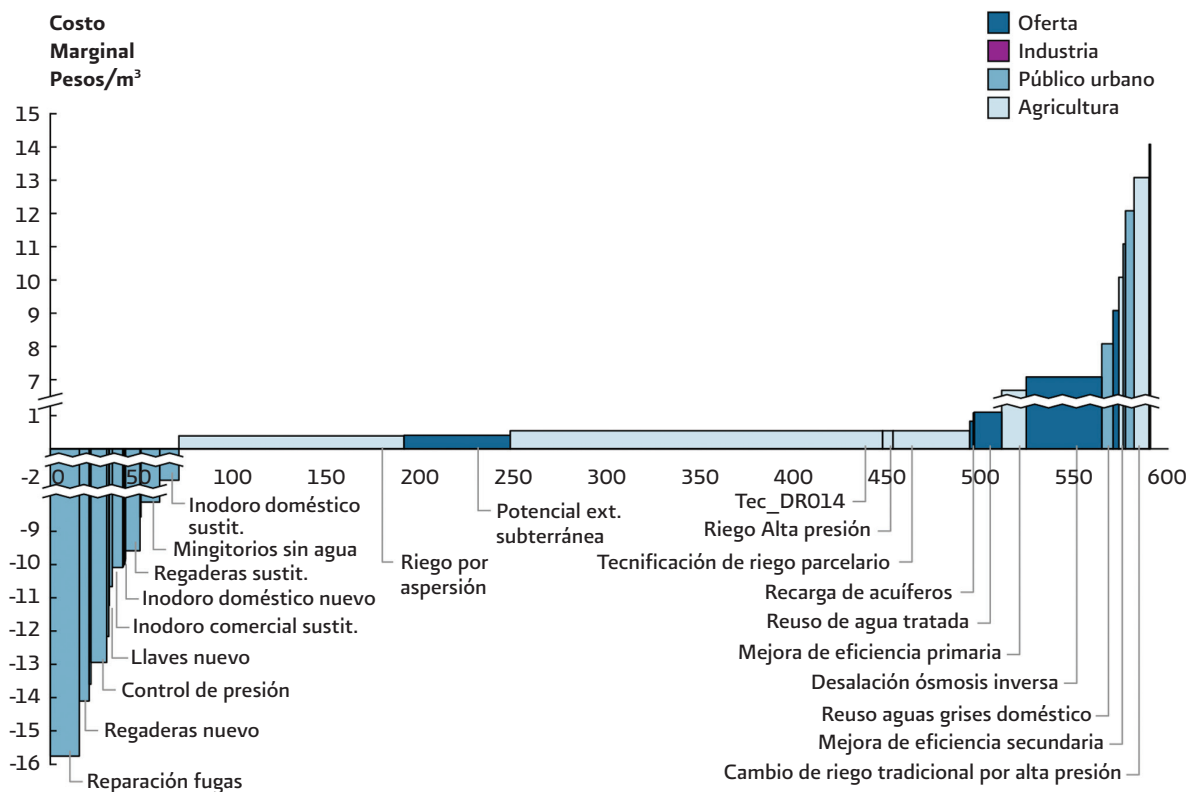 Costo
Marginal
Pesos/m³
Oferta
Industria
Público urbano
Agricultura
15
14
13
12
11
10
9
8
7
1
-2
-9
-10
-11
-12
-13
-14
-15
-16
0
50
100
150
200
250
300
350
400
450
500
550
600
Inodoro doméstico
sustit.
Mingitorios sin agua
Regaderas sustit.
Inodoro doméstico nuevo
Inodoro comercial sustit.
Llaves nuevo
Control de presión
Regaderas nuevo
Reparación fugas
Riego por
aspersión
Potencial ext.
subterránea
Tec_DR014
Riego Alta presión
Tecnificación de riego parcelario
Recarga de acuíferos
Reuso de agua tratada
Mejora de eficiencia primaria
Desalación ósmosis inversa
Reuso aguas grises doméstico
Mejora de eficiencia secundaria
Cambio de riego tradicional por alta presión